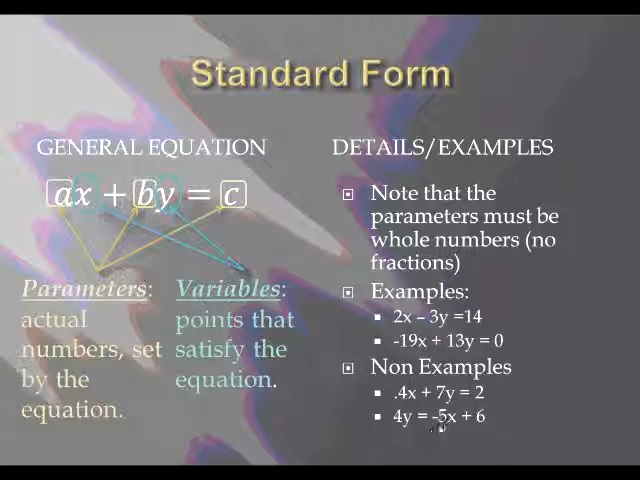 Standard Form
GENERAL EQUATION
ax + by = c
Parameters:
actual
numbers, set
by the
equation.
Variables:
points that
satisfy the
equation.
DETAILS/EXAMPLES
Note that the
parameters must be
whole numbers (no
fractions)
Examples:
2x – 3y =14
-19x + 13y = 0
Non Examples
.4x + 7y = 2
4y = -5x + 6